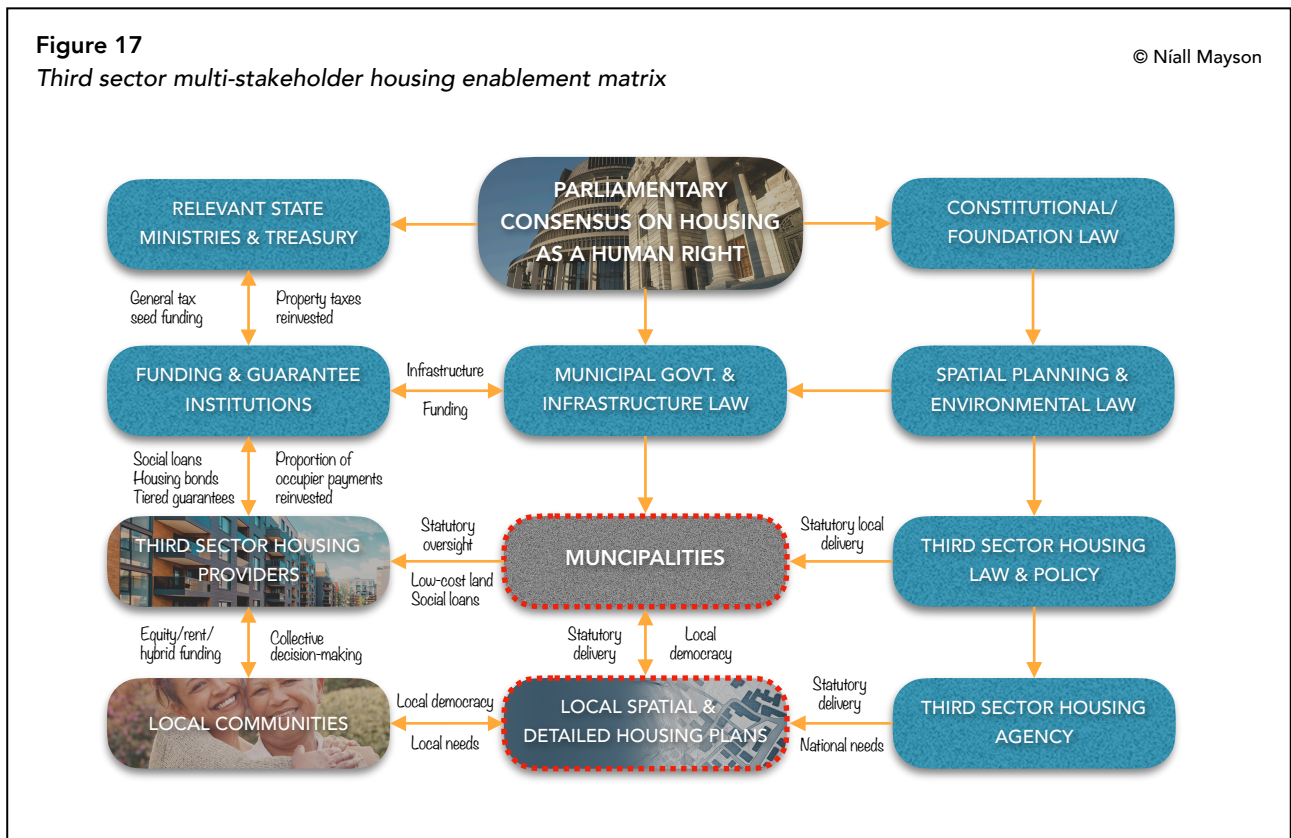 Figure 17
© Níall Mayson
Third sector multi-stakeholder housing enablement matrix
RELEVANT STATE
MINISTRIES & TREASURY
PARLIAMENTARY
CONSENSUS ON HOUSING
AS A HUMAN RIGHT
CONSTITUTIONAL/
FOUNDATION LAW
General tax
seed funding
Property taxes
reinvested
FUNDING & GUARANTEE
INSTITUTIONS
Infrastructure
Funding
MUNICIPAL GOVT. &
INFRASTRUCTURE LAW
SPATIAL PLANNING &
ENVIRONMENTAL LAW
Social loans
Housing bonds
Tiered guarantees
Proportion of
occupier payments
reinvested
THIRD SECTOR HOUSING
PROVIDERS
Statutory
oversight
Low-cost land
Social loans
MUNCIPALITIES
Statutory local
delivery
THIRD SECTOR HOUSING
LAW & POLICY
Equity/rent/
hybrid funding
Collective
decision-making
Statutory
delivery
Local
democracy
LOCAL COMMUNITIES
Local democracy
Local needs
LOCAL SPATIAL &
DETAILED HOUSING PLANS
Statutory
delivery
National needs
THIRD SECTOR HOUSING
AGENCY